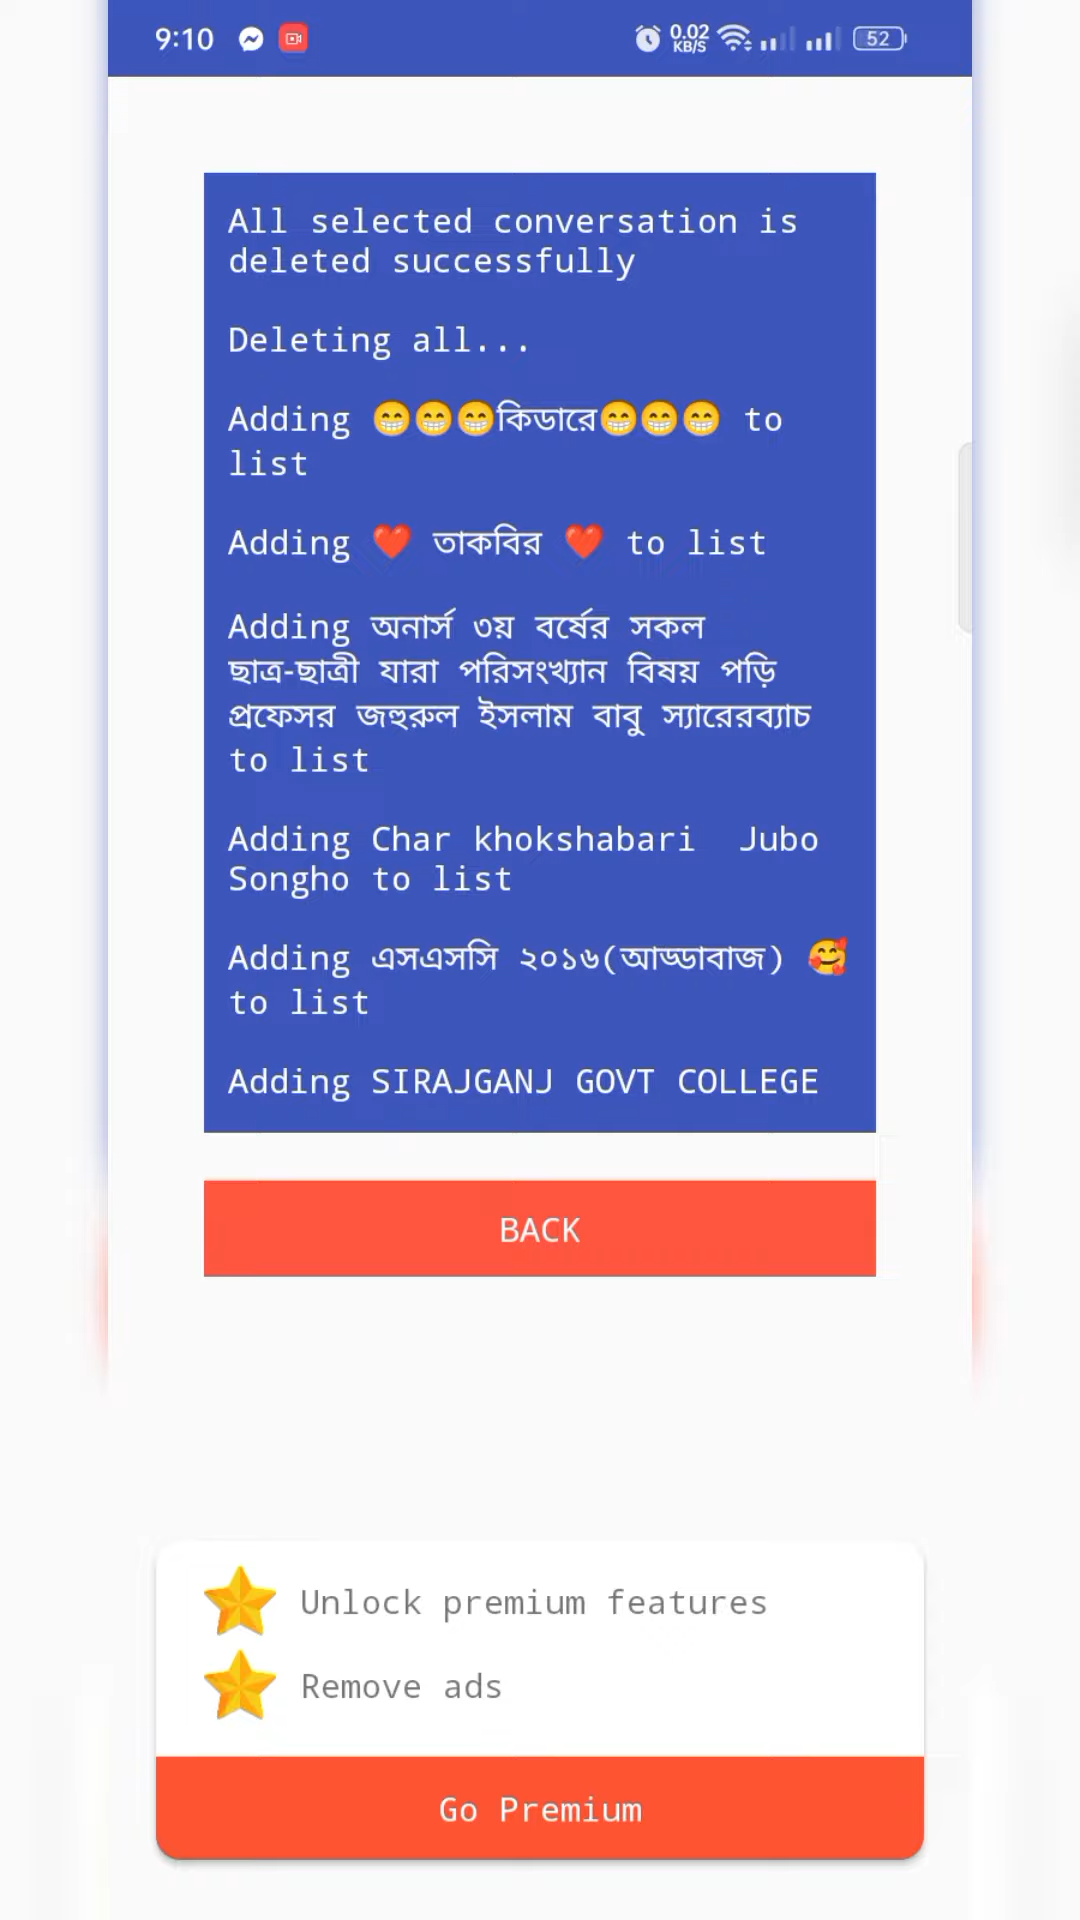 9:10 0.02 KB/S 52
All selected conversation is
deleted successfully
Deleting all...
Adding 😁😁😁কিডারে😁😁😁 to
list
Adding ❤️ তাকবির ❤️ to list
Adding অনার্স ৩য় বর্ষের সকল
ছাত্র-ছাত্রী যারা পরিসংখ্যান বিষয় পড়ি
প্রফেসর জহুরুল ইসলাম বাবু স্যারেরব্যাচ
to list
Adding Char khokshabari  Jubo
Songho to list
Adding এসএসসি ২০১৬(আড্ডাবাজ) 🥰
to list
Adding SIRAJGANJ GOVT COLLEGE
BACK
Unlock premium features
Remove ads
Go Premium